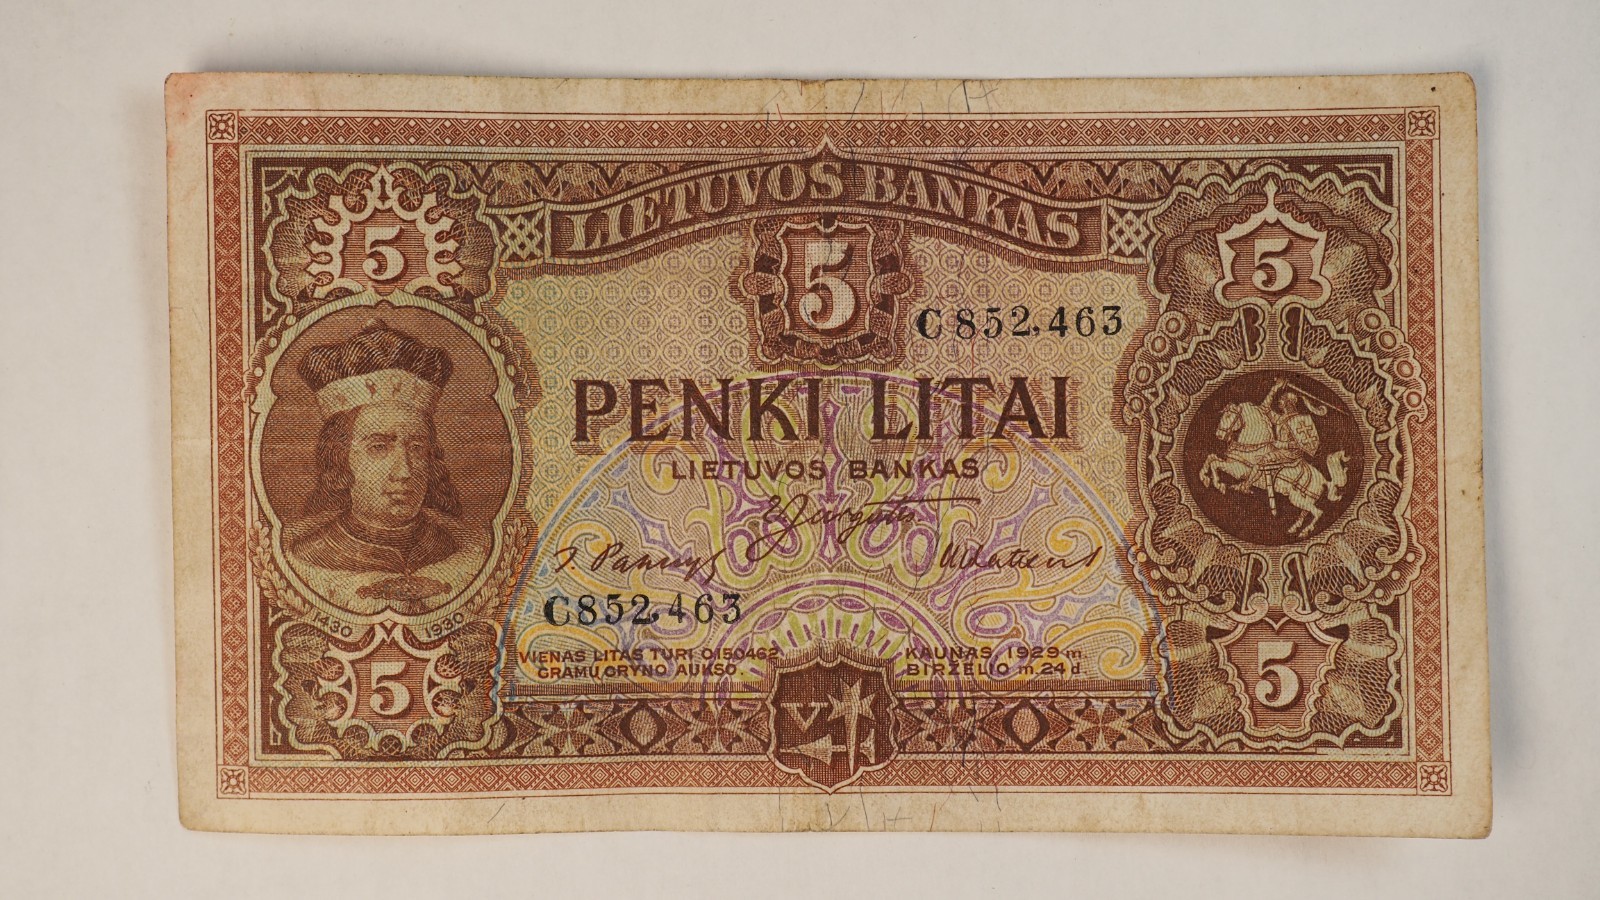 LIETUVOS BANKAS
5
5
5
C852,463
PENKI LITAI
LIETUVOS BANKAS
C852,463
1430 1930
VIENAS LITAS TURI 0,150462
GRAMŲ GRYNO AUKSO.
KAUNAS 1929 m.
BIRŽELIO m. 24 d.
5
5